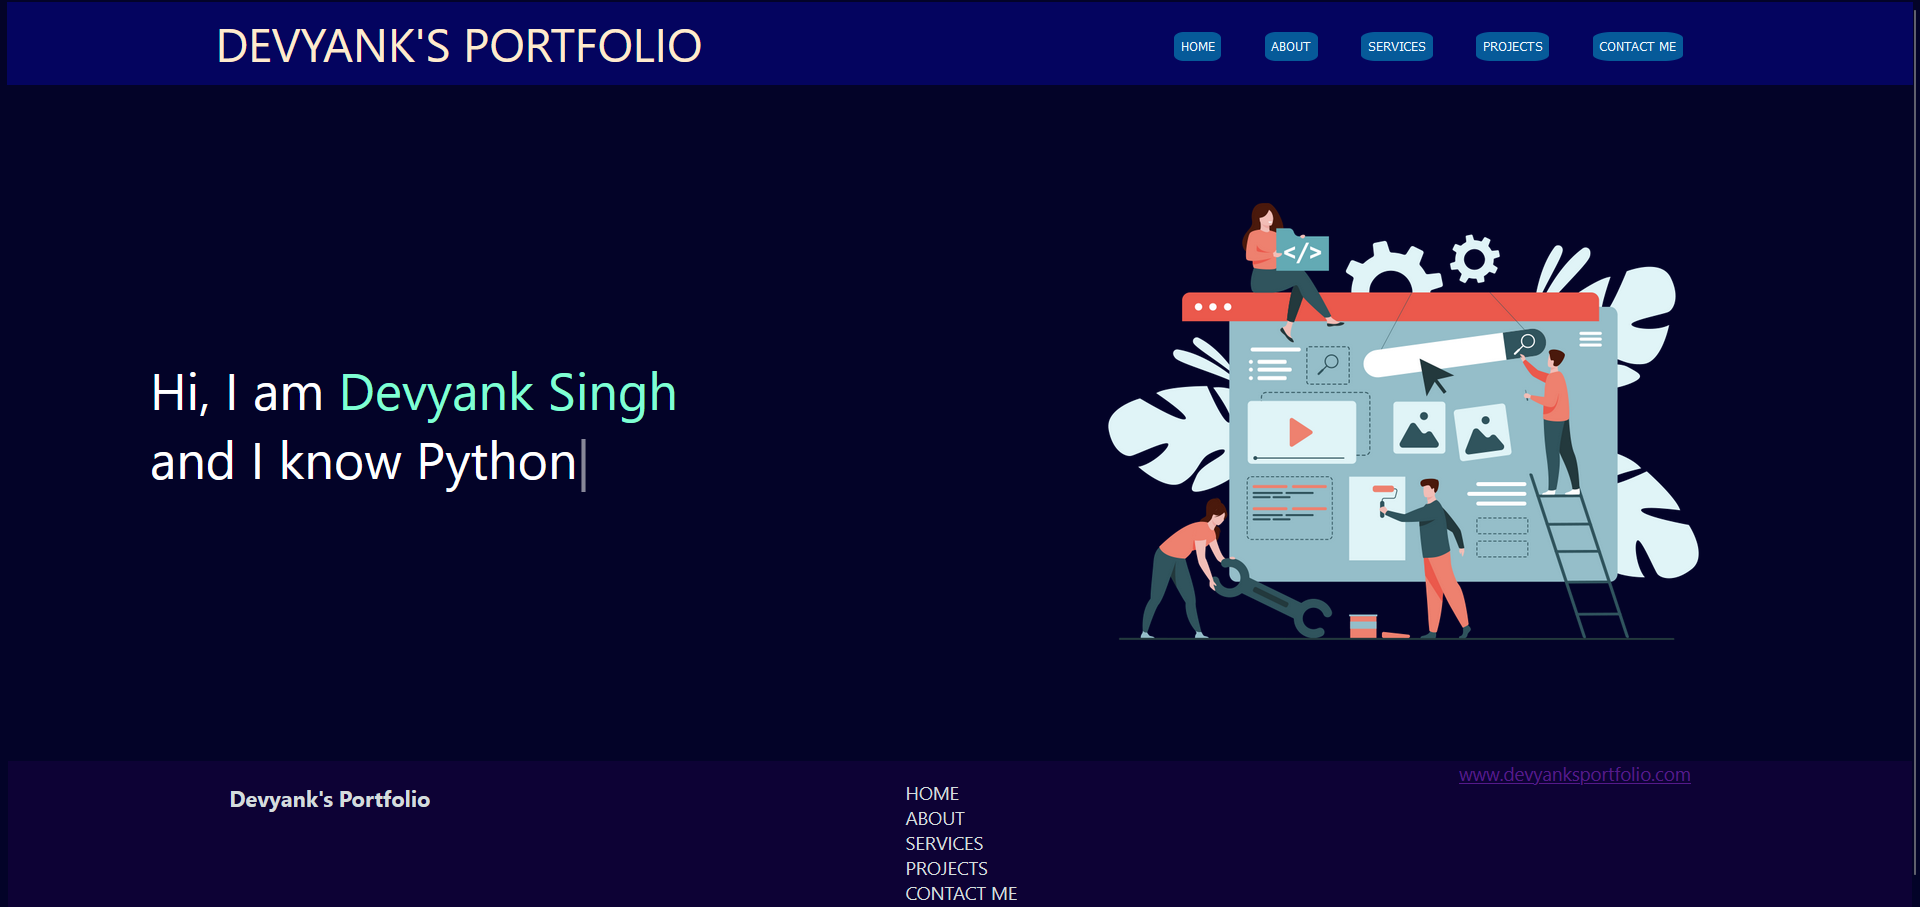 DEVYANK'S PORTFOLIO
HOME
ABOUT
SERVICES
PROJECTS
CONTACT ME
</>
Hi, I am Devyank Singh
and I know Python|
Devyank's Portfolio
HOME
ABOUT
SERVICES
PROJECTS
CONTACT ME
www.devyanksportfolio.com